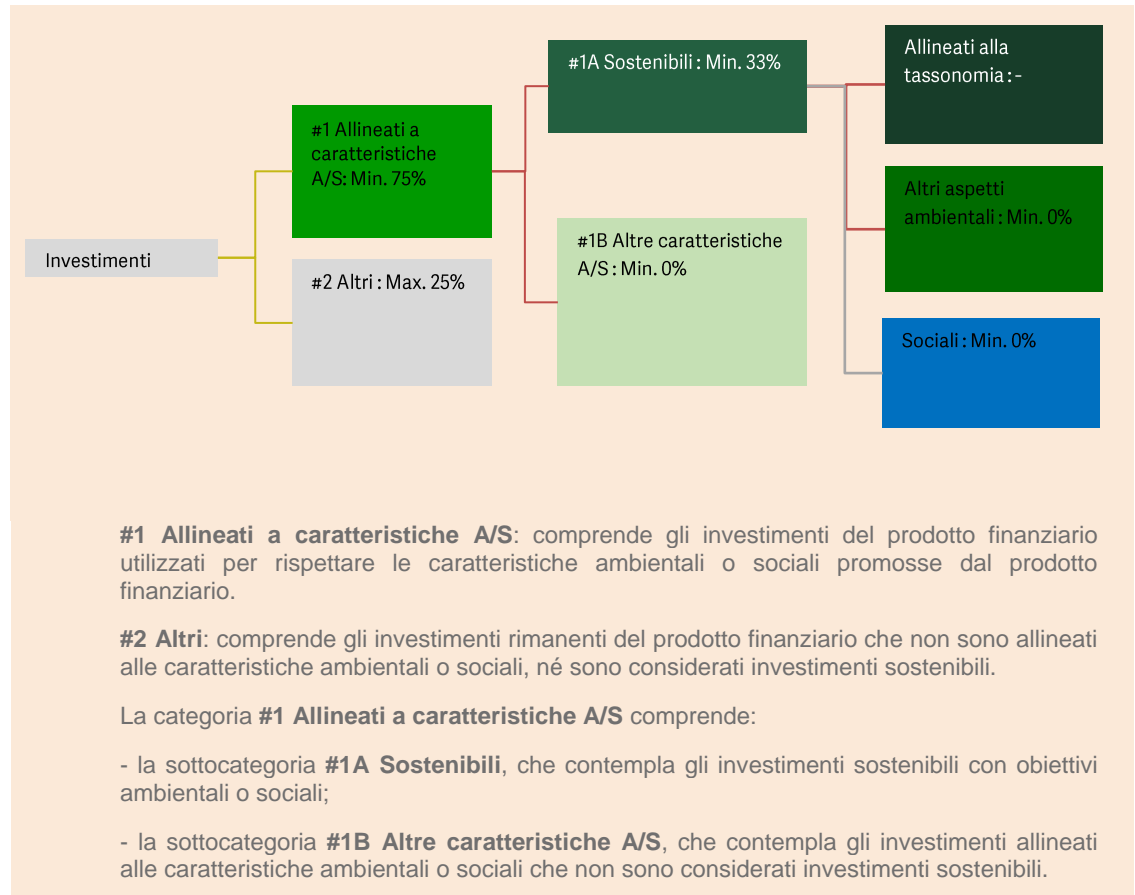 Investimenti
#1 Allineati a
caratteristiche
A/S: Min. 75%
#2 Altri : Max. 25%
#1A Sostenibili : Min. 33%
#1B Altre caratteristiche
A/S : Min. 0%
Allineati alla
tassonomia : -
Altri aspetti
ambientali : Min. 0%
Sociali : Min. 0%
#1 Allineati a caratteristiche A/S: comprende gli investimenti del prodotto finanziario
utilizzati per rispettare le caratteristiche ambientali o sociali promosse dal prodotto
finanziario.
#2 Altri: comprende gli investimenti rimanenti del prodotto finanziario che non sono allineati
alle caratteristiche ambientali o sociali, né sono considerati investimenti sostenibili.
La categoria #1 Allineati a caratteristiche A/S comprende:
- la sottocategoria #1A Sostenibili, che contempla gli investimenti sostenibili con obiettivi
ambientali o sociali;
- la sottocategoria #1B Altre caratteristiche A/S, che contempla gli investimenti allineati
alle caratteristiche ambientali o sociali che non sono considerati investimenti sostenibili.